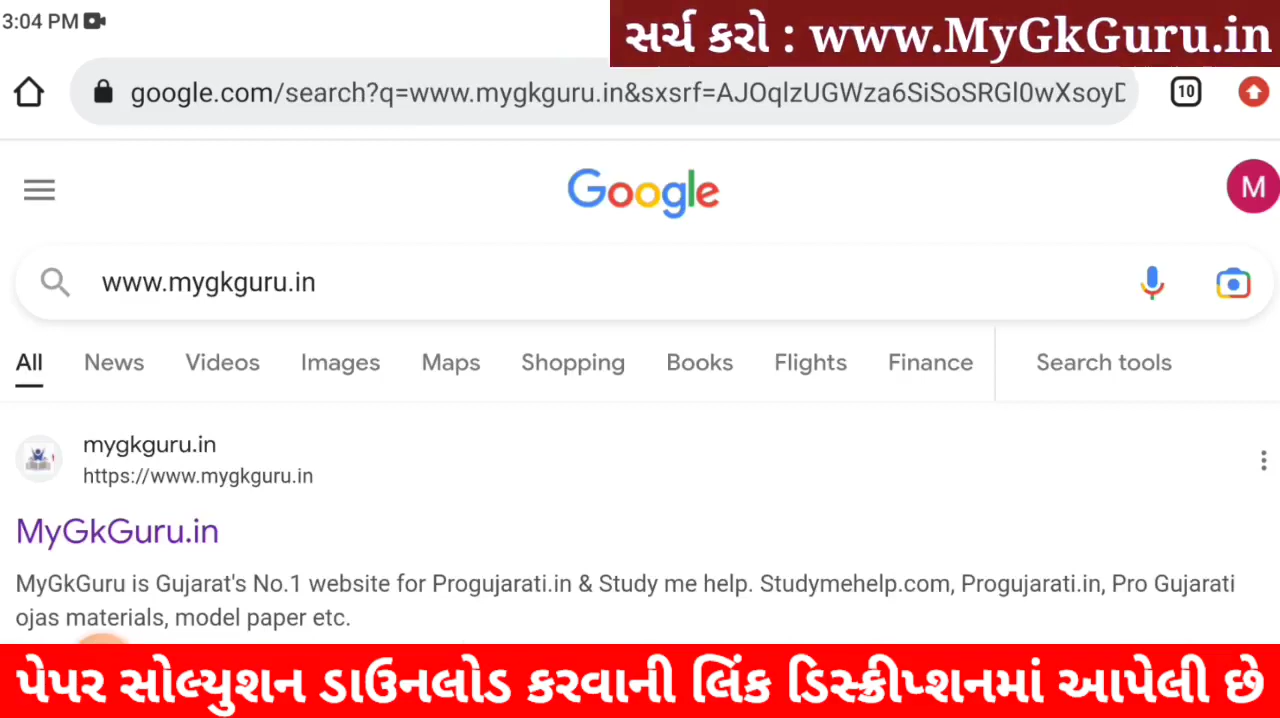 3:04 PM
સર્ચ કરો : www.MyGkGuru.in
google.com/search?q=www.mygkguru.in&sxsrf=AJOqlzUGWza6SiSoSRGl0wXsoyD
10
Google
M
www.mygkguru.in
All News Videos Images Maps Shopping Books Flights Finance Search tools
mygkguru.in
https://www.mygkguru.in
MyGkGuru.in
MyGkGuru is Gujarat's No.1 website for Progujarati.in & Study me help. Studymehelp.com, Progujarati.in, Pro Gujarati
ojas materials, model paper etc.
પેપર સોલ્યુશન ડાઉનલોડ કરવાની લિંક ડિસ્ક્રીપ્શનમાં આપેલી છે